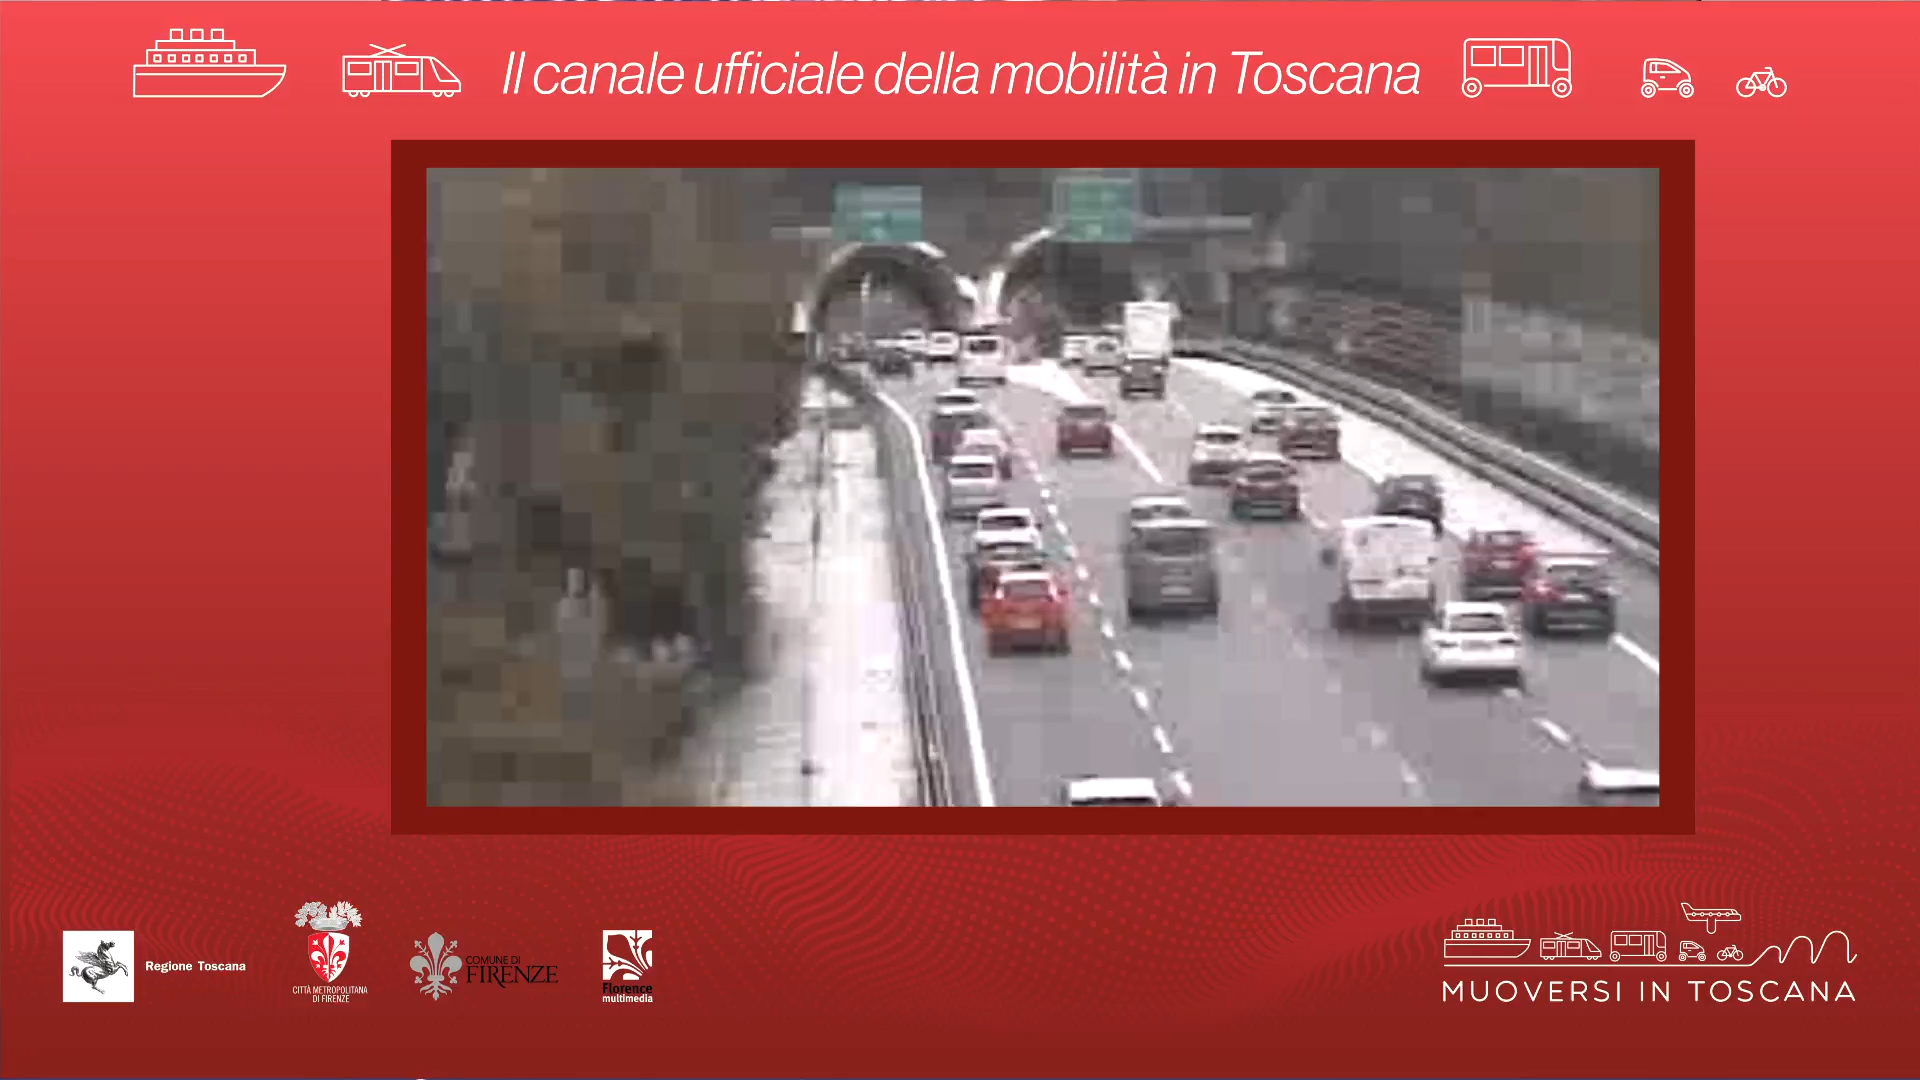 Il canale ufficiale della mobilità in Toscana
Regione Toscana
CITTÀ METROPOLITANA
DI FIRENZE
COMUNE DI
FIRENZE
Florence
multimedia
MUOVERSI IN TOSCANA